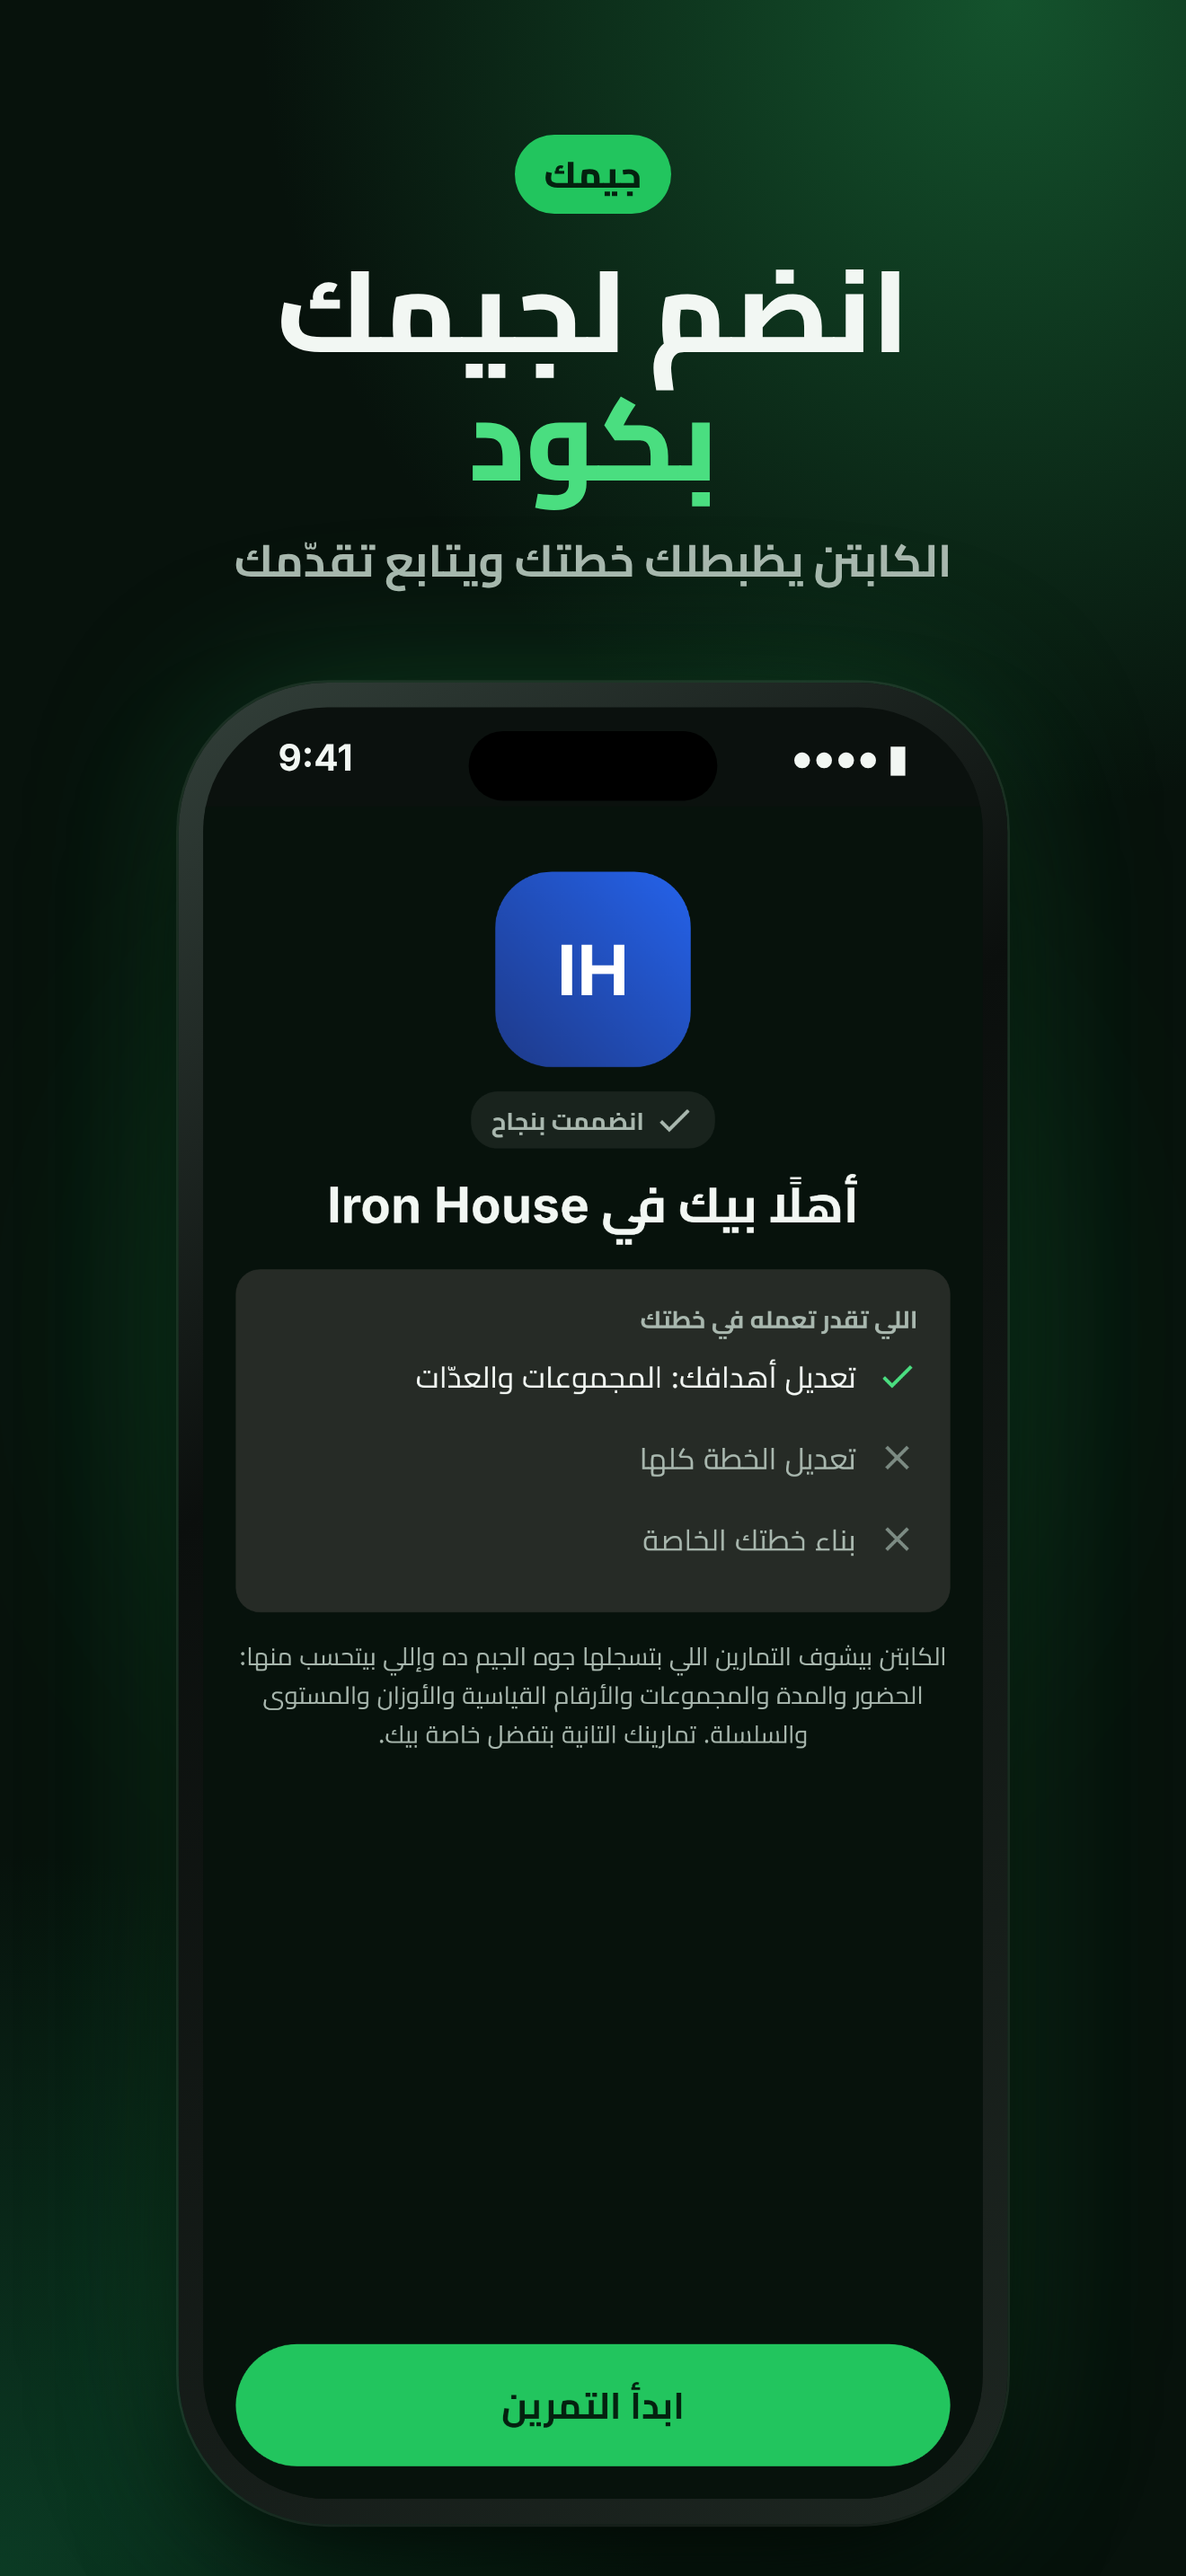 جيمك
انضم لجيمك
بكود
الكابتن يظبطلك خطتك ويتابع تقدّمك
9:41
IH
انضممت بنجاح
أهلًا بيك في Iron House
اللي تقدر تعمله في خطتك
تعديل أهدافك: المجموعات والعدّات
تعديل الخطة كلها
بناء خطتك الخاصة
الكابتن بيشوف التمارين اللي بتسجلها جوه الجيم ده وإللي بيتحسب منها:
الحضور والمدة والمجموعات والأرقام القياسية والأوزان والمستوى
والسلسلة. تمارينك التانية بتفضل خاصة بيك.
ابدأ التمرين